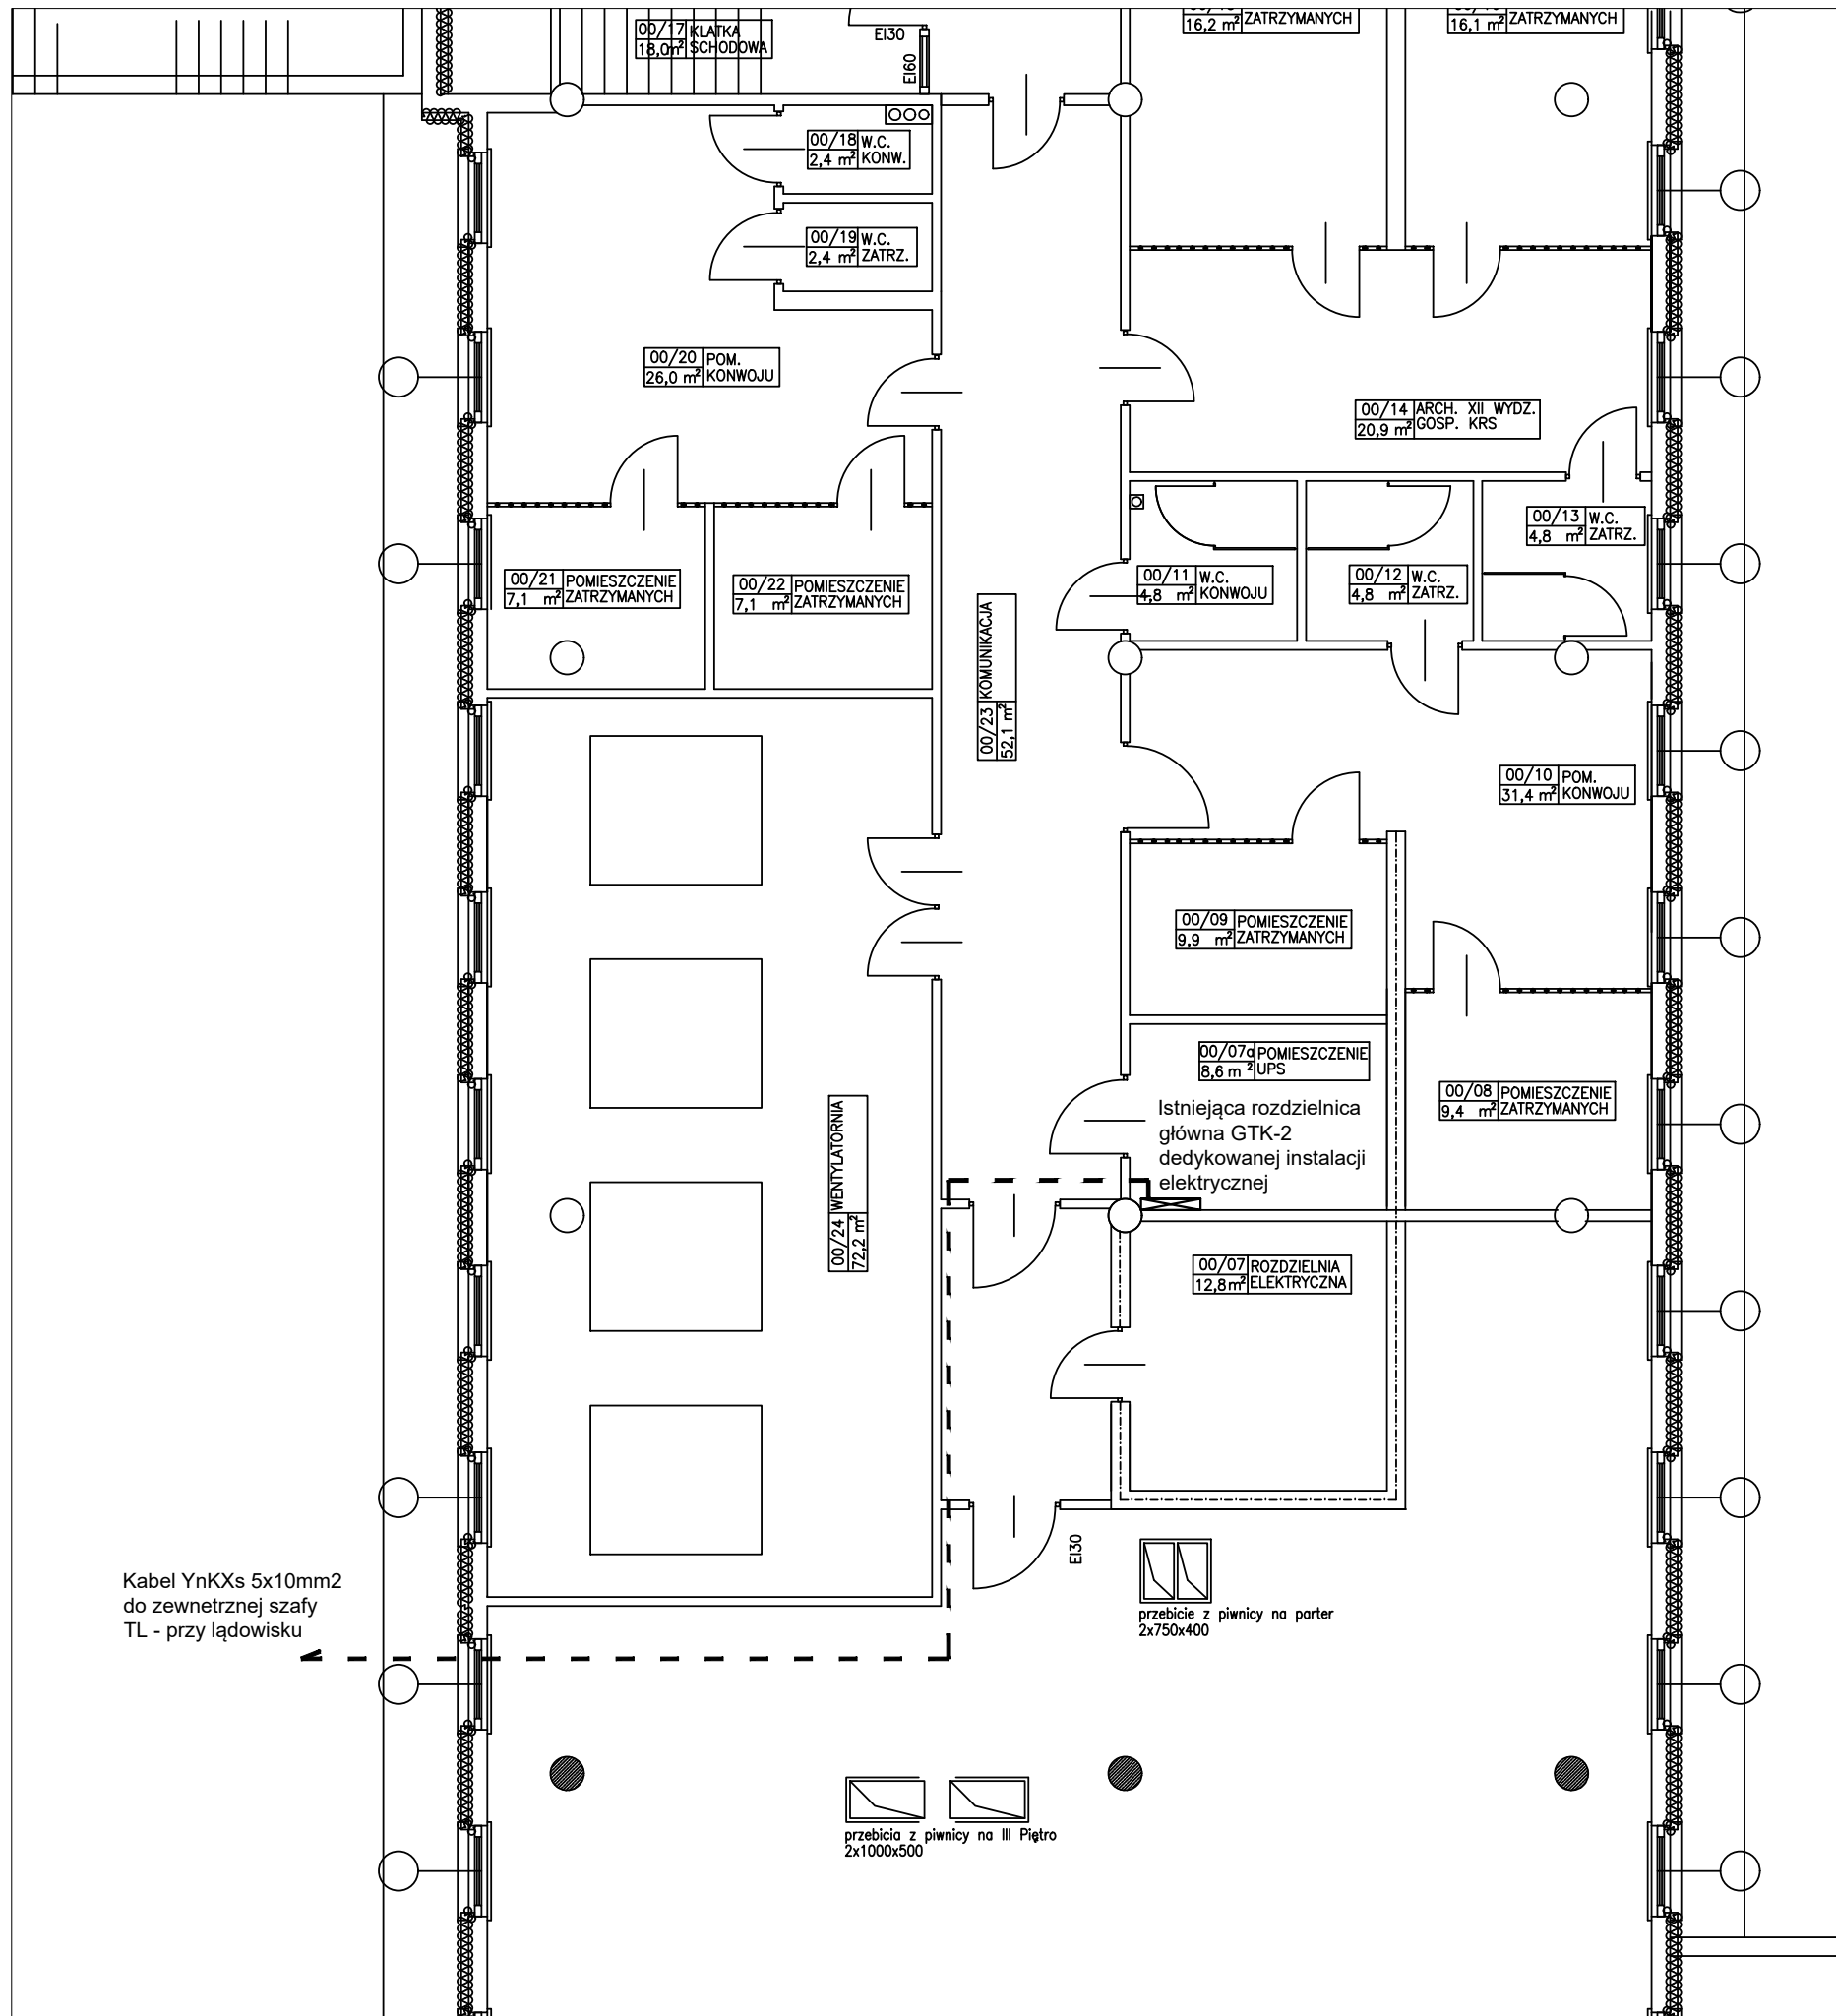 00/17 KLATKA
18,0m² SCHODOWA
EI30
EI60
16,2 m² ZATRZYMANYCH
16,1 m² ZATRZYMANYCH
00/18 W.C.
2,4 m² KONW.
00/19 W.C.
2,4 m² ZATRZ.
00/20 POM.
26,0 m² KONWOJU
00/14 ARCH. XII WYDZ.
20,9 m² GOSP. KRS
00/13 W.C.
4,8 m² ZATRZ.
00/21 POMIESZCZENIE
7,1 m² ZATRZYMANYCH
00/22 POMIESZCZENIE
7,1 m² ZATRZYMANYCH
00/11 W.C.
4,8 m² KONWOJU
00/12 W.C.
4,8 m² ZATRZ.
00/23 KOMUNIKACJA
52,1 m²
00/10 POM.
31,4 m² KONWOJU
00/09 POMIESZCZENIE
9,9 m² ZATRZYMANYCH
00/07a POMIESZCZENIE
8,6 m² UPS
00/08 POMIESZCZENIE
9,4 m² ZATRZYMANYCH
Istniejąca rozdzielnica
główna GTK-2
dedykowanej instalacji
elektrycznej
00/24 WENTYLATORNIA
72,2 m²
00/07 ROZDZIELNIA
12,8m² ELEKTRYCZNA
EI30
Kabel YnKXs 5x10mm2
do zewnetrznej szafy
TL - przy lądowisku
przebicie z piwnicy na parter
2x750x400
przebicia z piwnicy na III Piętro
2x1000x500